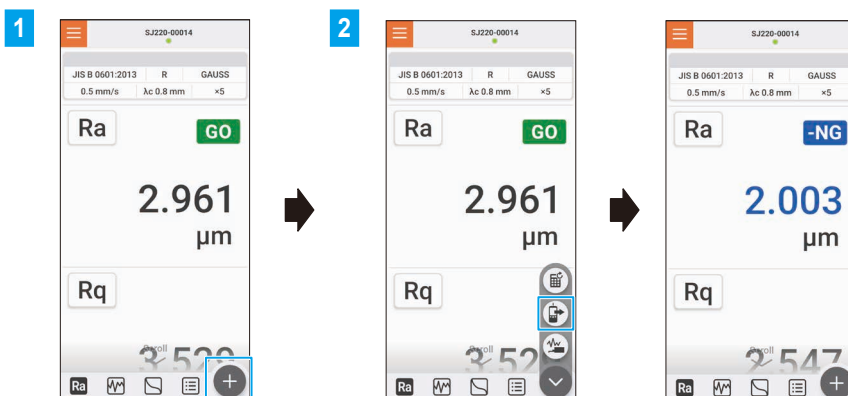 1
SJ220-00014
JIS B 0601:2013 R GAUSS
0.5 mm/s λc 0.8 mm ×5
Ra GO
2.961
µm
Rq
Scroll
Ra
2
SJ220-00014
JIS B 0601:2013 R GAUSS
0.5 mm/s λc 0.8 mm ×5
Ra GO
2.961
µm
Rq
Scroll
Ra
SJ220-00014
JIS B 0601:2013 R GAUSS
0.5 mm/s λc 0.8 mm ×5
Ra -NG
2.003
µm
Rq
Scroll
Ra